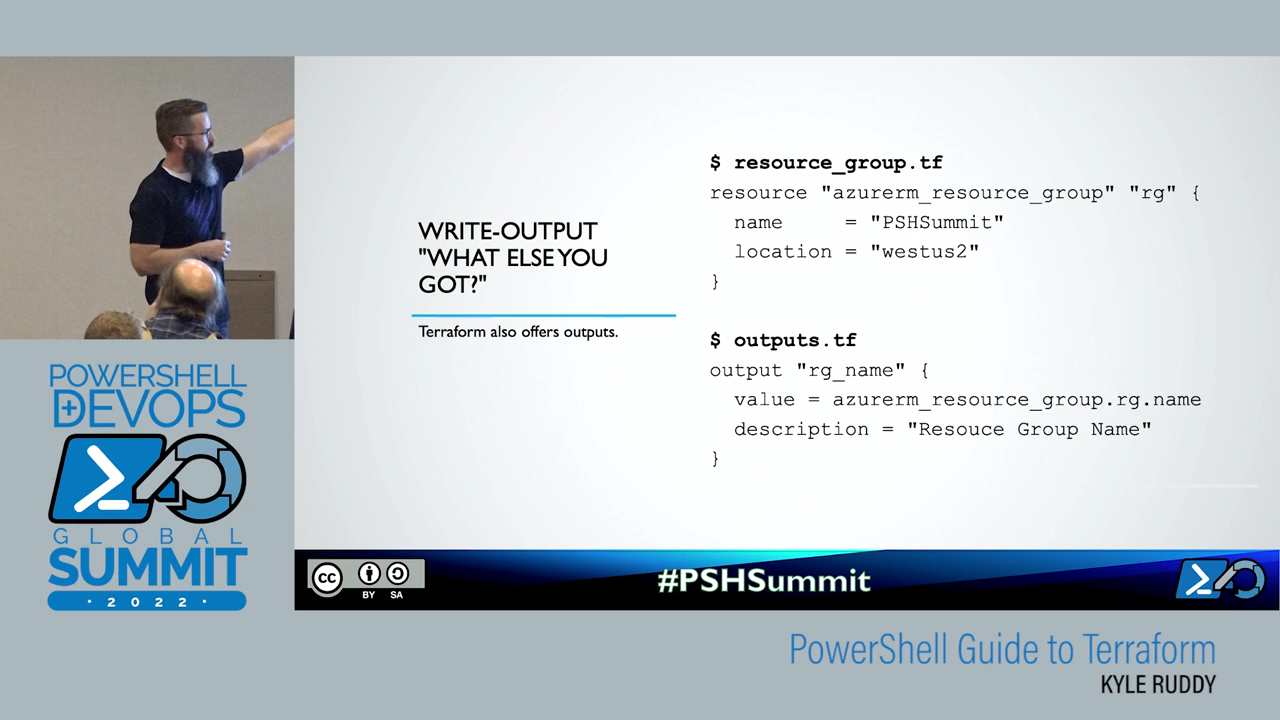 WRITE-OUTPUT
"WHAT ELSE YOU
GOT?"
Terraform also offers outputs.
$ resource_group.tf
resource "azurerm_resource_group" "rg" {
name = "PSHSummit"
location = "westus2"
}
$ outputs.tf
output "rg_name" {
value = azurerm_resource_group.rg.name
description = "Resouce Group Name"
}
POWERSHELL
+DEVOPS
GLOBAL
SUMMIT
· 2022 ·
cc
BY SA
#PSHSummit
PowerShell Guide to Terraform
KYLE RUDDY